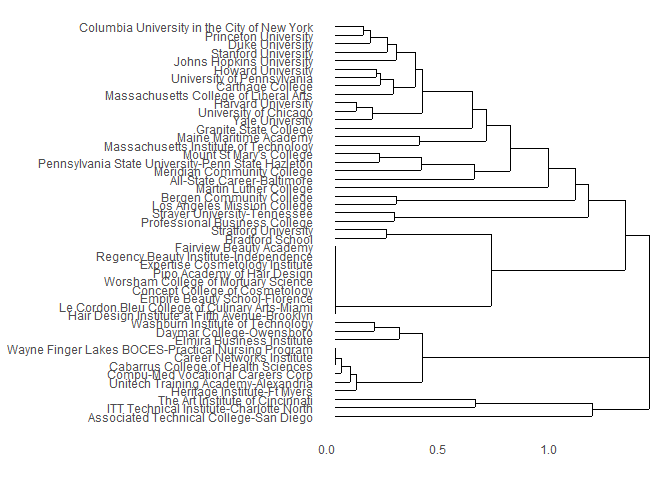 Columbia University in the City of New York
Princeton University
Duke University
Stanford University
Johns Hopkins University
Howard University
University of Pennsylvania
Carthage College
Massachusetts College of Liberal Arts
Harvard University
University of Chicago
Yale University
Granite State College
Maine Maritime Academy
Massachusetts Institute of Technology
Mount St Mary's College
Pennsylvania State University-Penn State Hazleton
Meridian Community College
All-State Career-Baltimore
Martin Luther College
Bergen Community College
Los Angeles Mission College
Strayer University-Tennessee
Professional Business College
Stratford University
Bradford School
Fairview Beauty Academy
Regency Beauty Institute-Independence
Expertise Cosmetology Institute
Pipo Academy of Hair Design
Worsham College of Mortuary Science
Concept College of Cosmetology
Empire Beauty School-Florence
Le Cordon Bleu College of Culinary Arts-Miami
Hair Design Institute at Fifth Avenue-Brooklyn
Washburn Institute of Technology
Daymar College-Owensboro
Elmira Business Institute
Wayne Finger Lakes BOCES-Practical Nursing Program
Career Networks Institute
Cabarrus College of Health Sciences
Compu-Med Vocational Careers Corp
Unitech Training Academy-Alexandria
Heritage Institute-Ft Myers
The Art Institute of Cincinnati
ITT Technical Institute-Charlotte North
Associated Technical College-San Diego
0.0 0.5 1.0